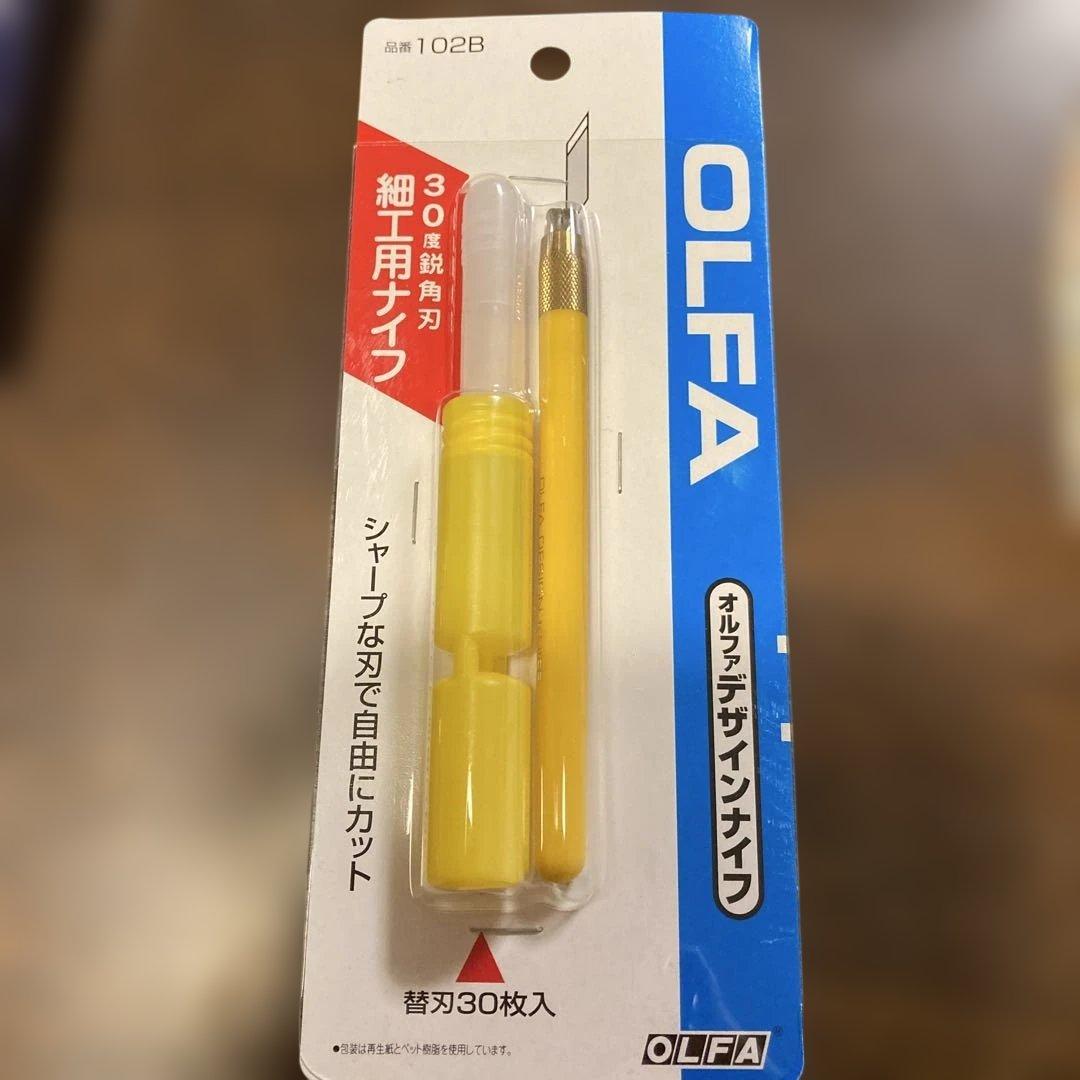 品番102B
OLFA
30度鋭角刃
細工用ナイフ
シャープな刃で自由にカット
オルファデザインナイフ
替刃30枚入
●包装は再生紙とペット樹脂を使用しています。
OLFA®